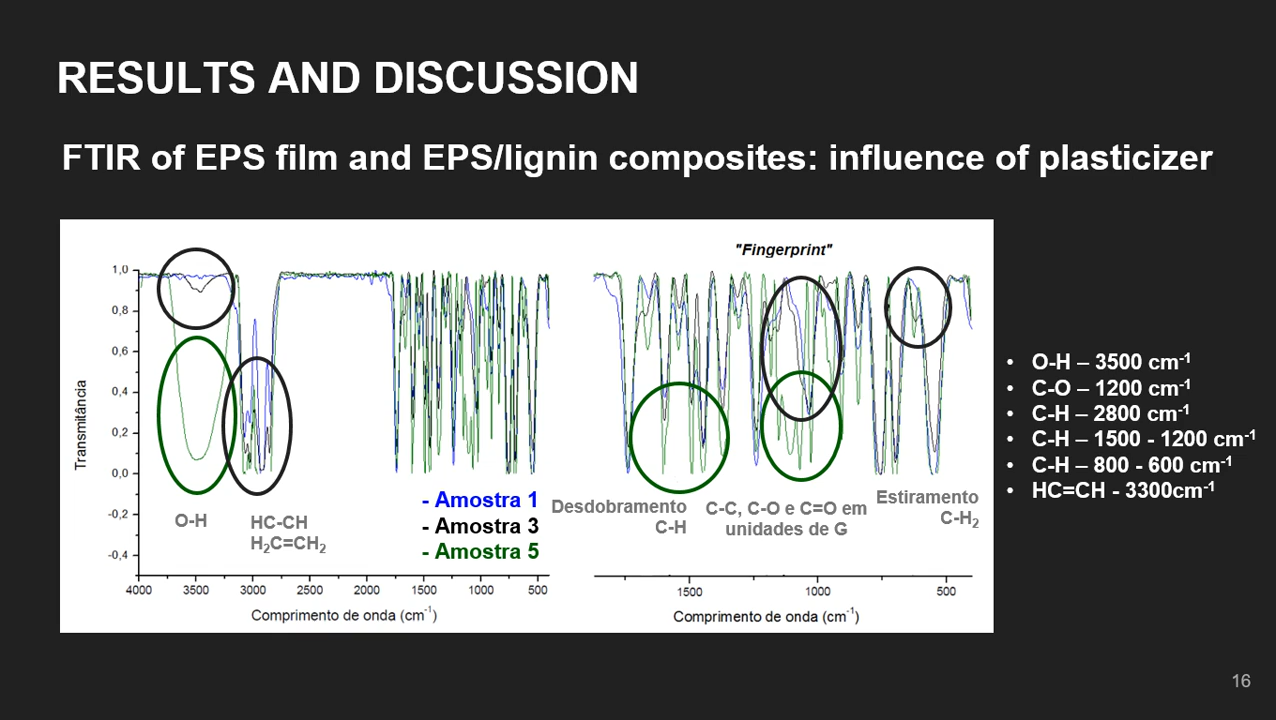 RESULTS AND DISCUSSION
FTIR of EPS film and EPS/lignin composites: influence of plasticizer
"Fingerprint"
Transmitância
1,0
0,8
0,6
0,4
0,2
0,0
-0,2
-0,4
O-H
HC-CH
H₂C=CH₂
- Amostra 1
- Amostra 3
- Amostra 5
4000 3500 3000 2500 2000 1500 1000 500
Comprimento de onda (cm⁻¹)
Desdobramento
C-H
C-C, C-O e C=O em
unidades de G
Estiramento
C-H₂
1500 1000 500
Comprimento de onda (cm⁻¹)
• O-H – 3500 cm⁻¹
• C-O – 1200 cm⁻¹
• C-H – 2800 cm⁻¹
• C-H – 1500 - 1200 cm⁻¹
• C-H – 800 - 600 cm⁻¹
• HC=CH - 3300cm⁻¹
16